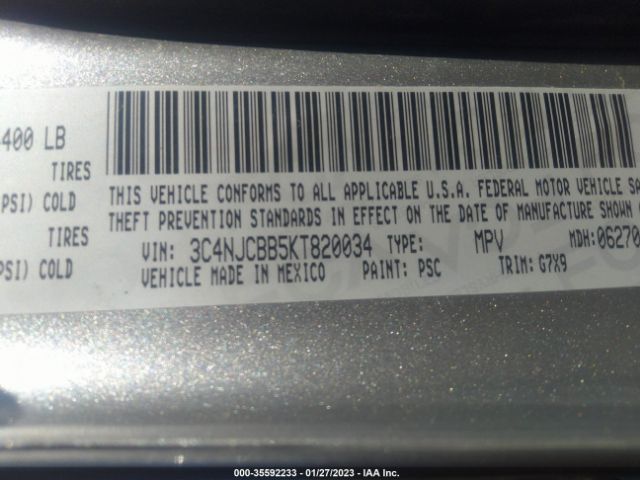 400 LB
TIRES
PSI) COLD
TIRES
PSI) COLD
THIS VEHICLE CONFORMS TO ALL APPLICABLE U.S.A. FEDERAL MOTOR VEHICLE SA
THEFT PREVENTION STANDARDS IN EFFECT ON THE DATE OF MANUFACTURE SHOWN
VIN: 3C4NJCBB5KT820034 TYPE: MPV MDH:06270
VEHICLE MADE IN MEXICO PAINT: PSC TRIM: G7X9
000-35592233 - 01/27/2023 - IAA Inc.